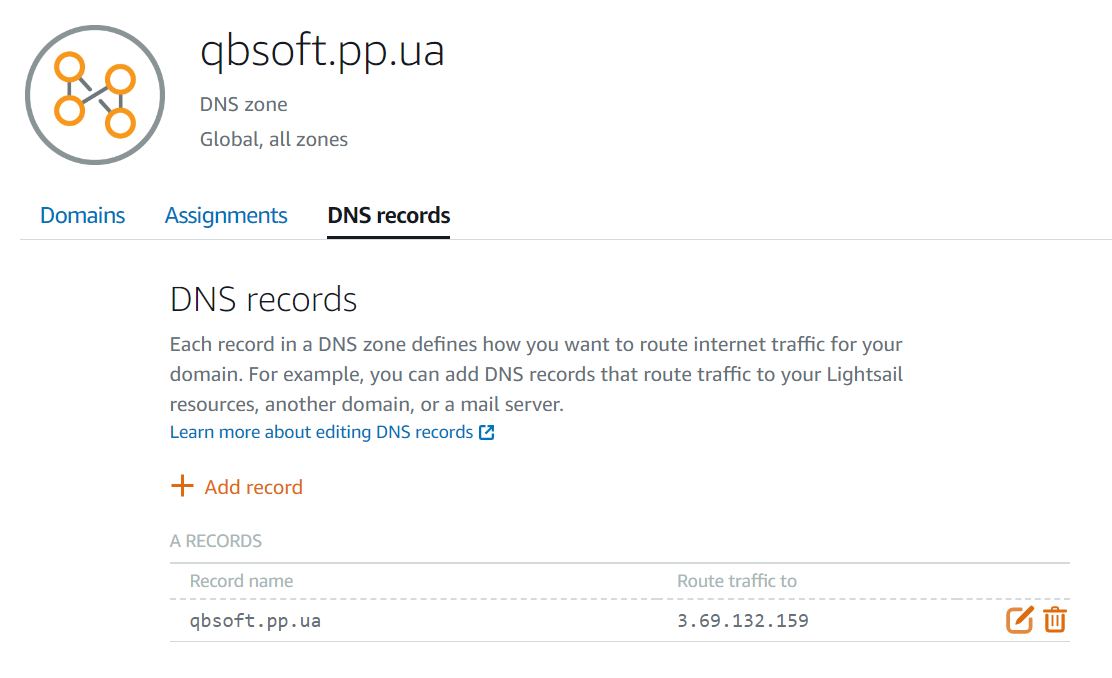 qbsoft.pp.ua
DNS zone
Global, all zones
Domains Assignments DNS records
DNS records
Each record in a DNS zone defines how you want to route internet traffic for your
domain. For example, you can add DNS records that route traffic to your Lightsail
resources, another domain, or a mail server.
Learn more about editing DNS records
Add record
A RECORDS
Record name Route traffic to
qbsoft.pp.ua 3.69.132.159